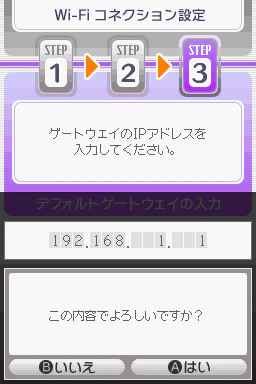 Wi-Fi コネクション設定
STEP STEP STEP
1 2 3
ゲートウェイのIPアドレスを
入力してください。
デフォルトゲートウェイの入力
192.168.  1.  1
この内容でよろしいですか？
Bいいえ Aはい